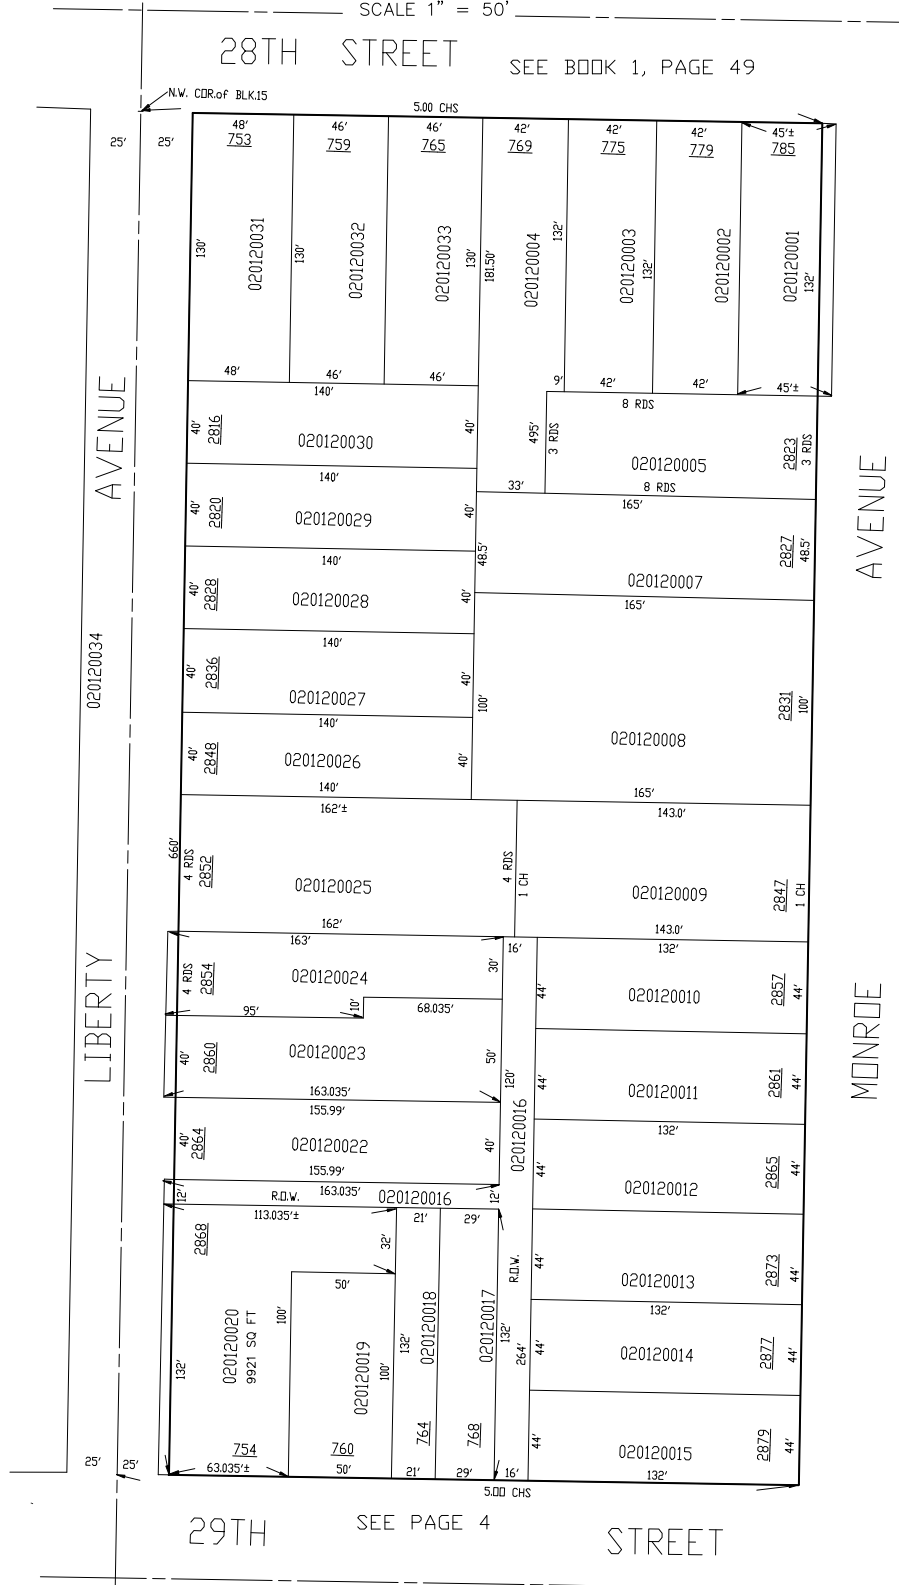 SCALE 1" = 50'
28TH STREET
SEE BOOK 1, PAGE 49
N.W. COR.of BLK.15
5.00 CHS
25' 25'
48' 46' 46' 42' 42' 42' 45'±
753 759 765 769 775 779 785
130' 020120031 130' 020120032 020120033 130' 181.50' 020120004 132' 020120003 132' 020120002 020120001 132'
48' 46' 46' 9' 42' 42' 45'±
140' 8 RDS
40' 2816 020120030 40' 495' 3 RDS 020120005 2823 3 RDS
140' 33' 8 RDS
165'
40' 2820 020120029 40'
140' 48.5' 020120007 2827 48.5'
40' 2828 020120028 40' 165'
140'
020120034
40' 2836 020120027 40' 100' 020120008 2831 100'
140'
40' 2848 020120026 40'
140' 165'
162'± 143.0'
660' 4 RDS 2852 020120025 4 RDS 1 CH 020120009 2847 1 CH
162' 143.0'
163' 16' 132'
4 RDS 2854 020120024 30' 44' 020120010 2857 44'
95' 10' 68.035'
40' 2860 020120023 50' 120' 44' 020120011 2861 44'
163.035'
155.99' 132'
40' 2864 020120022 40' 020120016 44' 020120012 2865 44'
155.99'
163.035'
12' R.O.W. 020120016 12'
113.035'± 21' 29'
2868 32' R.O.W. 44' 020120013 2873 44'
50' 132'
132' 020120020 9921 SQ FT 100' 020120019 100' 132' 020120018 020120017 132' 264' 44' 020120014 2877 44'
754 760 764 768 44' 020120015 2879 44'
25' 25' 63.035'± 50' 21' 29' 16' 132'
5.00 CHS
LIBERTY AVENUE
MONROE AVENUE
29TH STREET
SEE PAGE 4